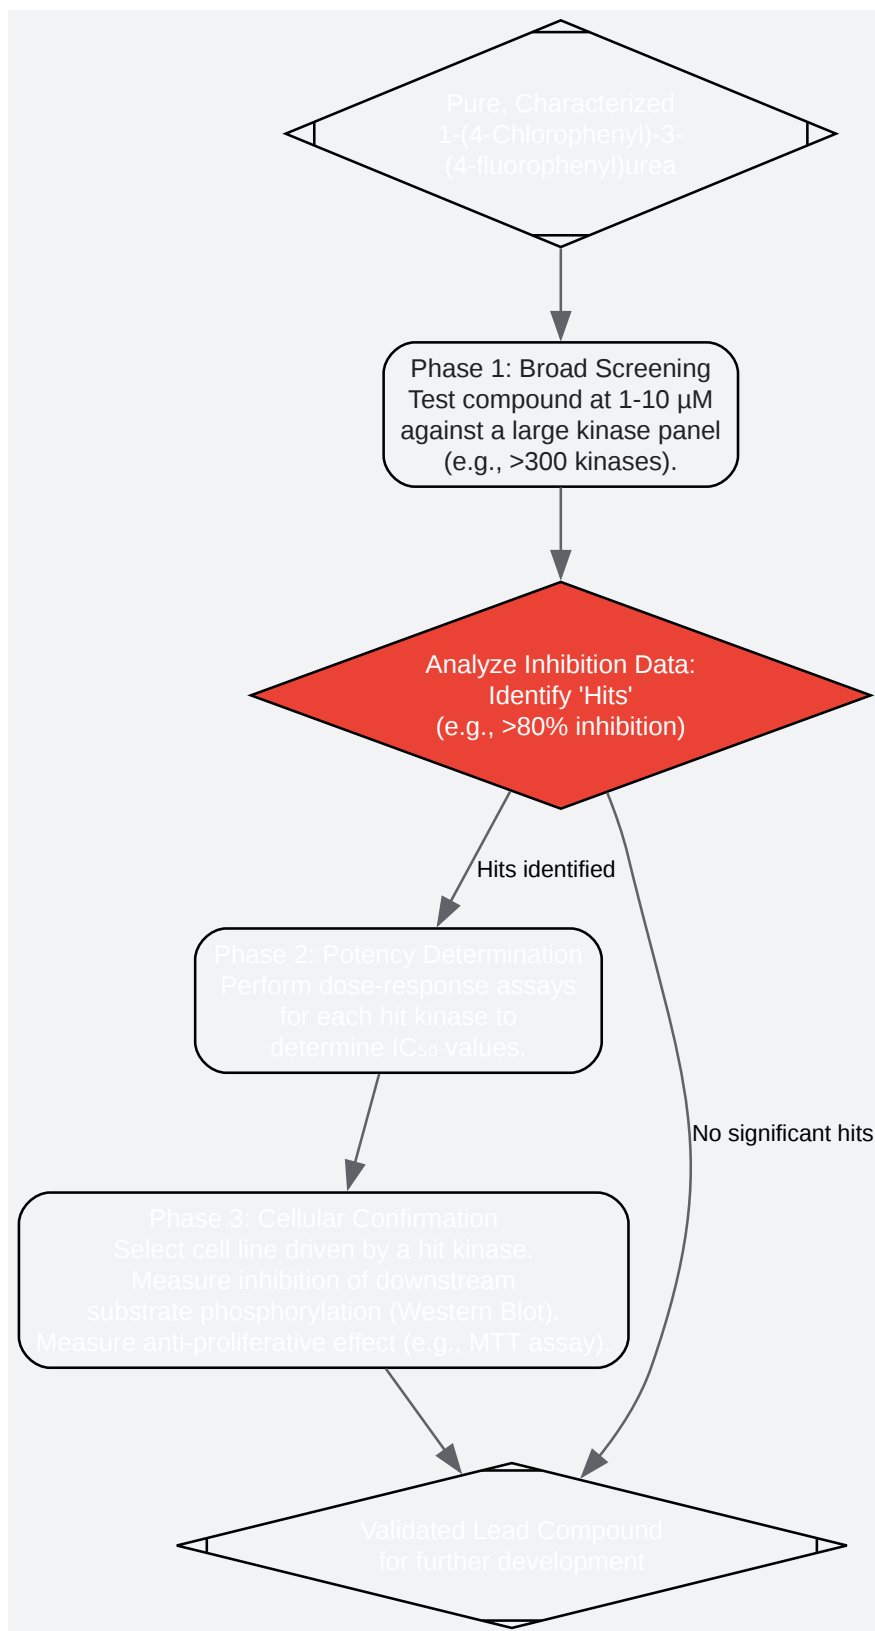 Pure, Characterized
1-(4-Chlorophenyl)-3-
(4-fluorophenyl)urea
Phase 1: Broad Screening
Test compound at 1-10 µM
against a large kinase panel
(e.g., >300 kinases).
Analyze Inhibition Data:
Identify 'Hits'
(e.g., >80% inhibition)
Hits identified
Phase 2: Potency Determination
Perform dose-response assays
for each hit kinase to
determine IC₅₀ values.
No significant hits
Phase 3: Cellular Confirmation
Select cell line driven by a hit kinase.
Measure inhibition of downstream
substrate phosphorylation (Western Blot).
Measure anti-proliferative effect (e.g., MTT assay).
Validated Lead Compound
for further development